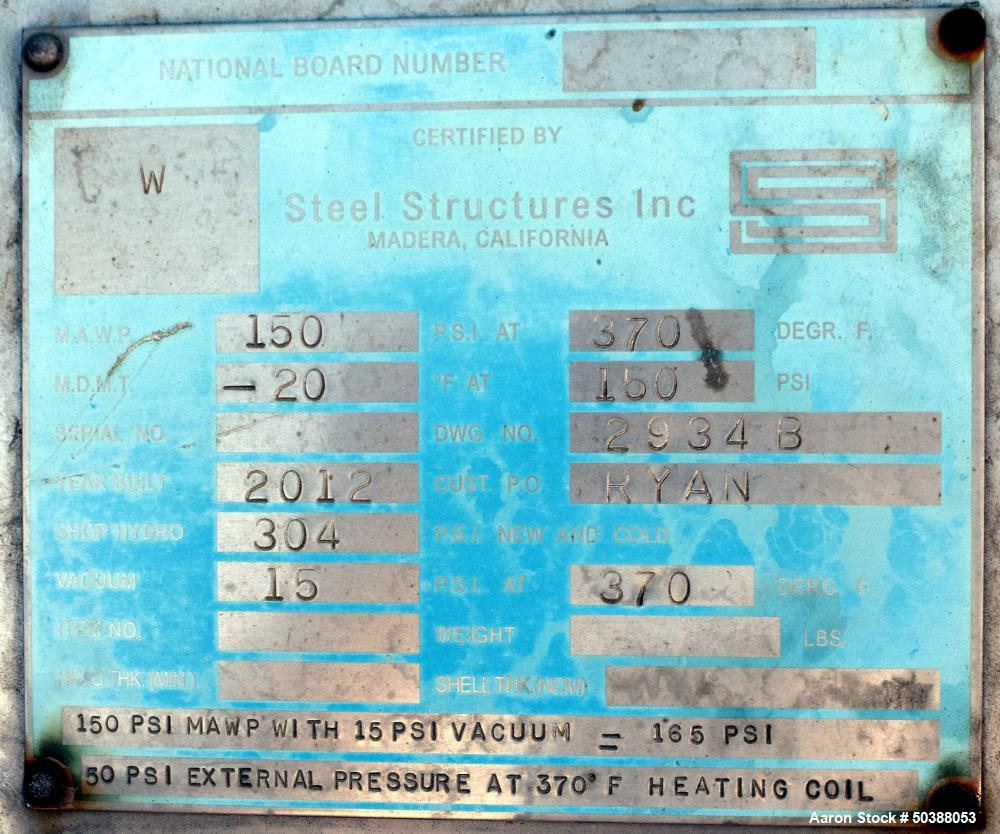 NATIONAL BOARD NUMBER
CERTIFIED BY
W
Steel Structures Inc
MADERA, CALIFORNIA
M.A.W.P. 150 P.S.I. AT 370 DEGR. F.
M.D.M.T. -20 °F AT 150 PSI
SERIAL NO. DWG NO. 2934B
YEAR BUILT 2012 CUST. P.O. RYAN
SHOP HYDRO 304 P.S.I. NEW AND COLD
VACUUM 15 P.S.I. AT 370 DERG. F.
ITEM NO. WEIGHT LBS.
HEAD THK.(MIN.) SHELL THK.(NOM)
150 PSI MAWP WITH 15 PSI VACUUM = 165 PSI
50 PSI EXTERNAL PRESSURE AT 370° F HEATING COIL
Aaron Stock # 50388053